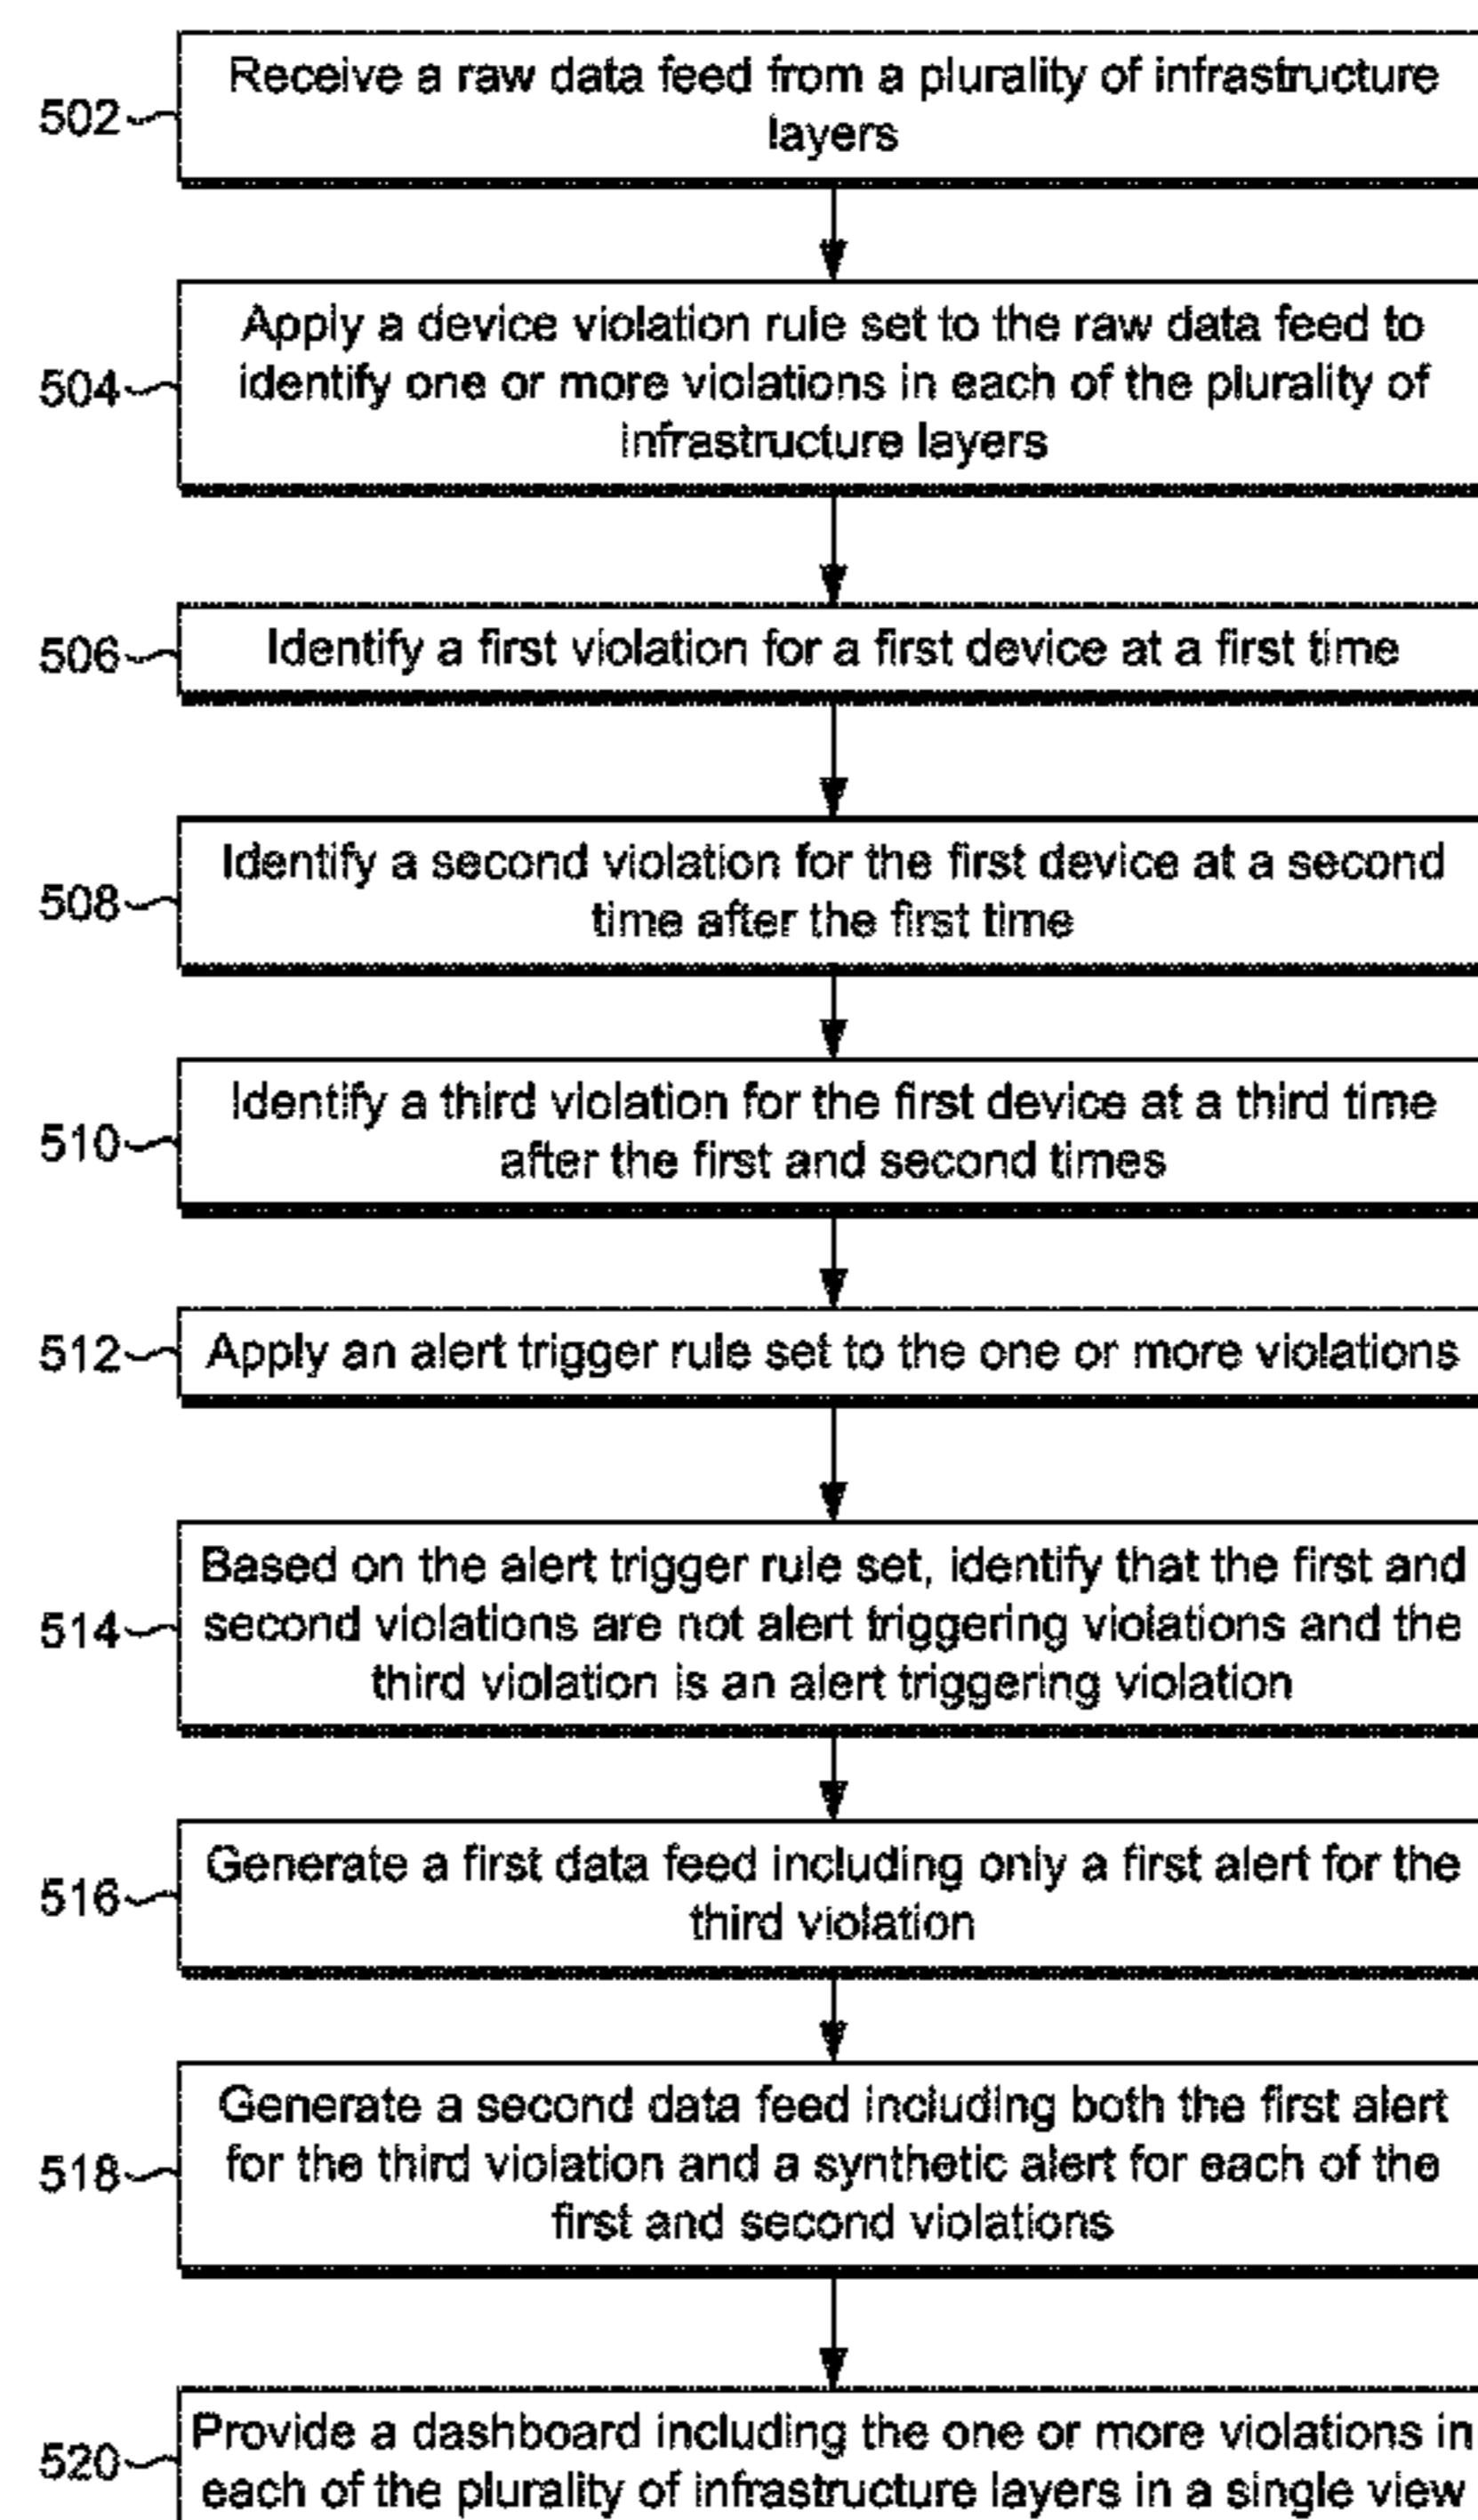 Receive a raw data feed from a plurality of infrastructure
layers
502
Apply a device violation rule set to the raw data feed to
identify one or more violations in each of the plurality of
infrastructure layers
504
506
Identify a first violation for a first device at a first time
Identify a second violation for the first device at a second
time after the first time
508
Identify a third violation for the first device at a third time
after the first and second times
510
512
Apply an alert trigger rule set to the one or more violations
Based on the alert trigger rule set, identify that the first and
second violations are not alert triggering violations and the
third violation is an alert triggering violation
514
Generate a first data feed including only a first alert for the
third violation
516
Generate a second data feed including both the first alert
for the third violation and a synthetic alert for each of the
first and second violations
518
Provide a dashboard including the one or more violations in
each of the plurality of infrastructure layers in a single view
520